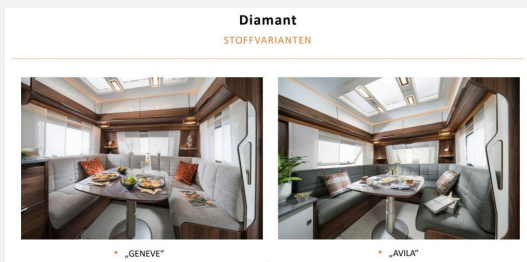 Diamant
STOFFVARIANTEN
• „GENEVE“
• „AVILA“